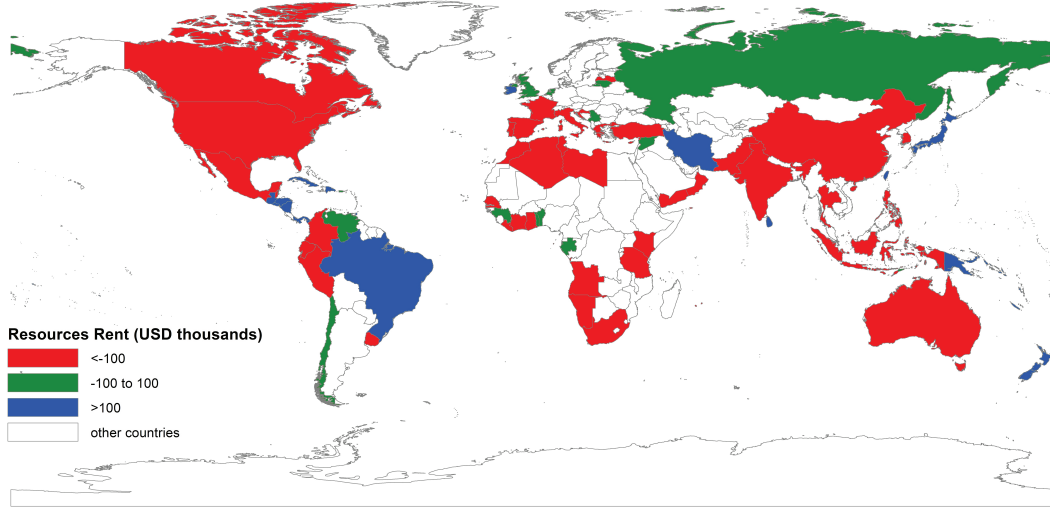 Resources Rent (USD thousands)
<-100
-100 to 100
>100
other countries